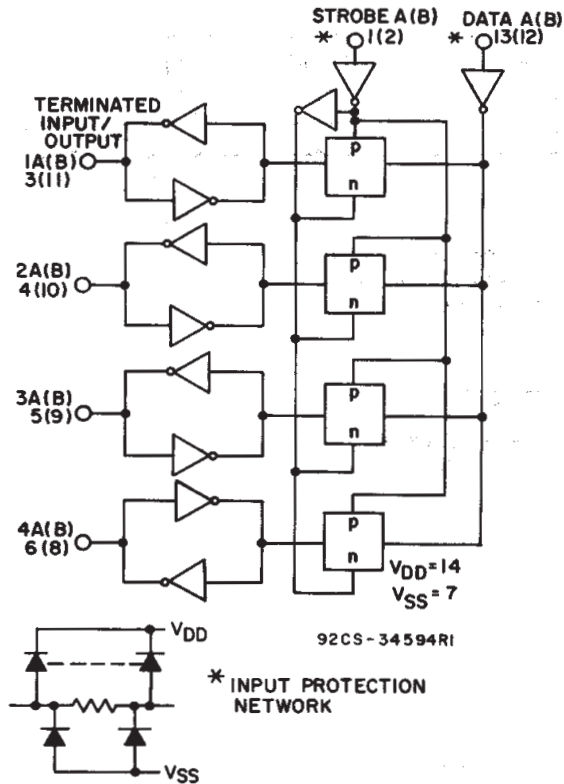 STROBE A(B)
* 1(2)
DATA A(B)
* 13(12)
TERMINATED
INPUT/
OUTPUT
1A(B)
3(11)
p
n
2A(B)
4(10)
p
n
3A(B)
5(9)
p
n
4A(B)
6(8)
p
n
VDD=14
VSS=7
92CS-34594R1
VDD
* INPUT PROTECTION
NETWORK
VSS